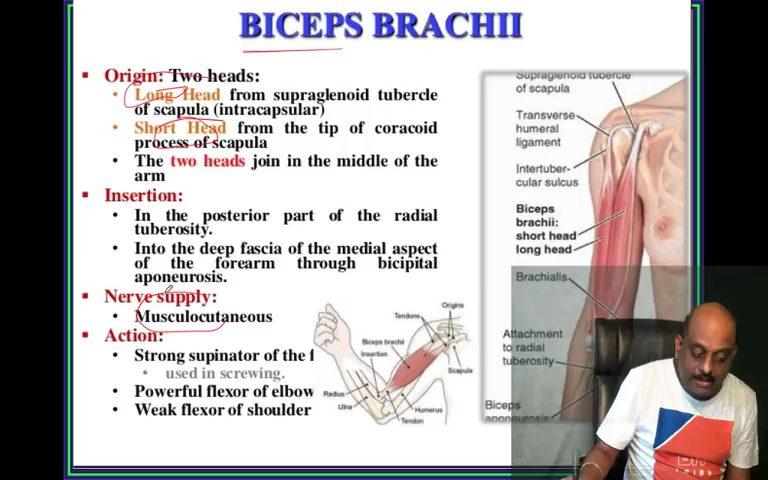 BICEPS BRACHII
Origin: Two heads:
Long Head from supraglenoid tubercle
of scapula (intracapsular)
Short Head from the tip of coracoid
process of scapula
The two heads join in the middle of the
arm
Insertion:
In the posterior part of the radial
tuberosity.
Into the deep fascia of the medial aspect
of the forearm through bicipital
aponeurosis.
Nerve supply:
Musculocutaneous
Action:
Strong supinator of the f
used in screwing.
Powerful flexor of elbow
Weak flexor of shoulder
Origins
Tendons
Biceps brachii
Insertion
Scapula
Radius
Ulna
Humerus
Tendon
Supraglenoid tubercle
of scapula
Transverse
humeral
ligament
Intertuber-
cular sulcus
Biceps
brachii:
short head
long head
Brachialis
Attachment
to radial
tuberosity
Biceps
aponeurosis